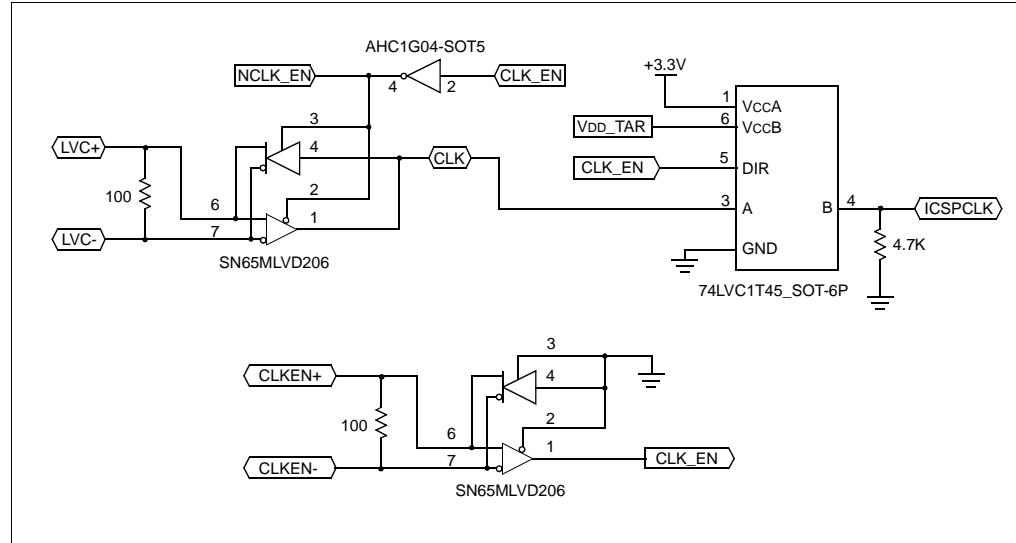 AHC1G04-SOT5
NCLK_EN
4
2
CLK_EN
+3.3V
1
VCCA
6
VCCB
VDD_TAR
3
LVC+
4
CLK
CLK_EN
5
DIR
100
2
3
A
B
4
ICSPCLK
6
1
LVC-
7
GND
4.7K
SN65MLVD206
74LVC1T45_SOT-6P
3
CLKEN+
4
2
100
6
1
CLK_EN
CLKEN-
7
SN65MLVD206